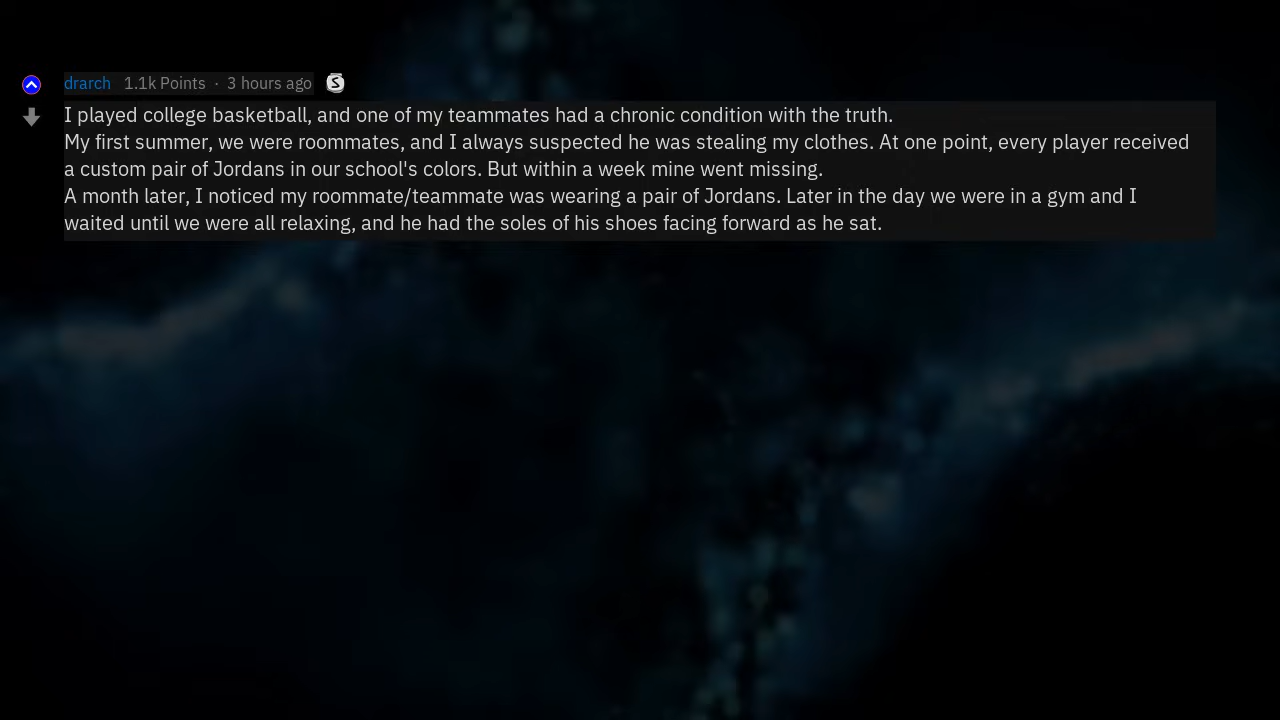 drarch 1.1k Points · 3 hours ago S
I played college basketball, and one of my teammates had a chronic condition with the truth.
My first summer, we were roommates, and I always suspected he was stealing my clothes. At one point, every player received
a custom pair of Jordans in our school's colors. But within a week mine went missing.
A month later, I noticed my roommate/teammate was wearing a pair of Jordans. Later in the day we were in a gym and I
waited until we were all relaxing, and he had the soles of his shoes facing forward as he sat.